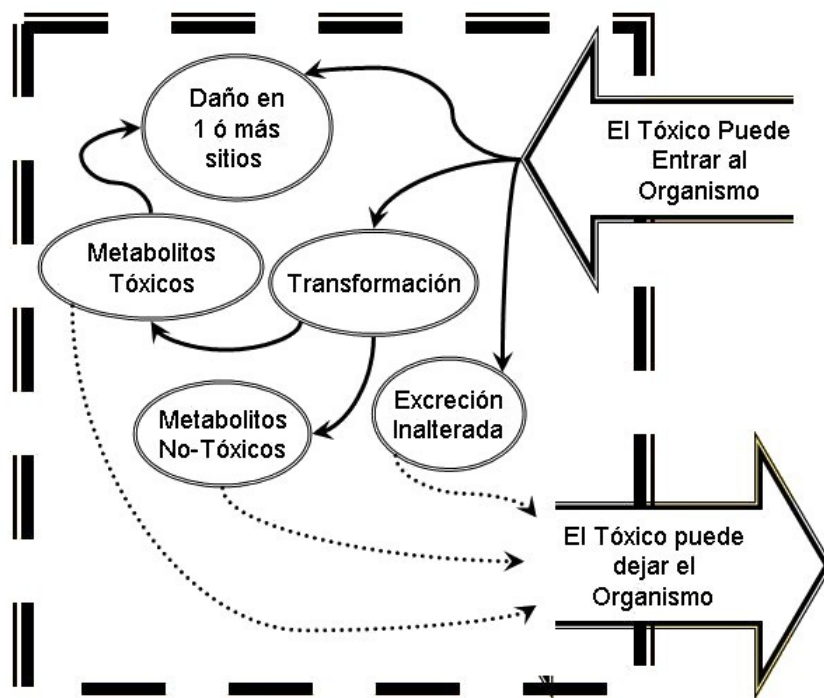 Daño en
1 ó más
sitios
El Tóxico Puede
Entrar al
Organismo
Metabolitos
Tóxicos
Transformación
Metabolitos
No-Tóxicos
Excreción
Inalterada
El Tóxico puede
dejar el
Organismo